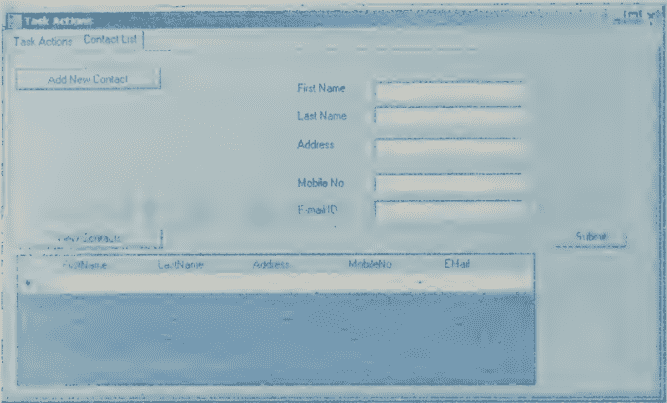 Task Actions
Task Actions Contact List
Add New Contact
First Name
Last Name
Address
Mobile No
E-mail ID
Contacts
Submit
FirstName LastName Address MobileNo EMail